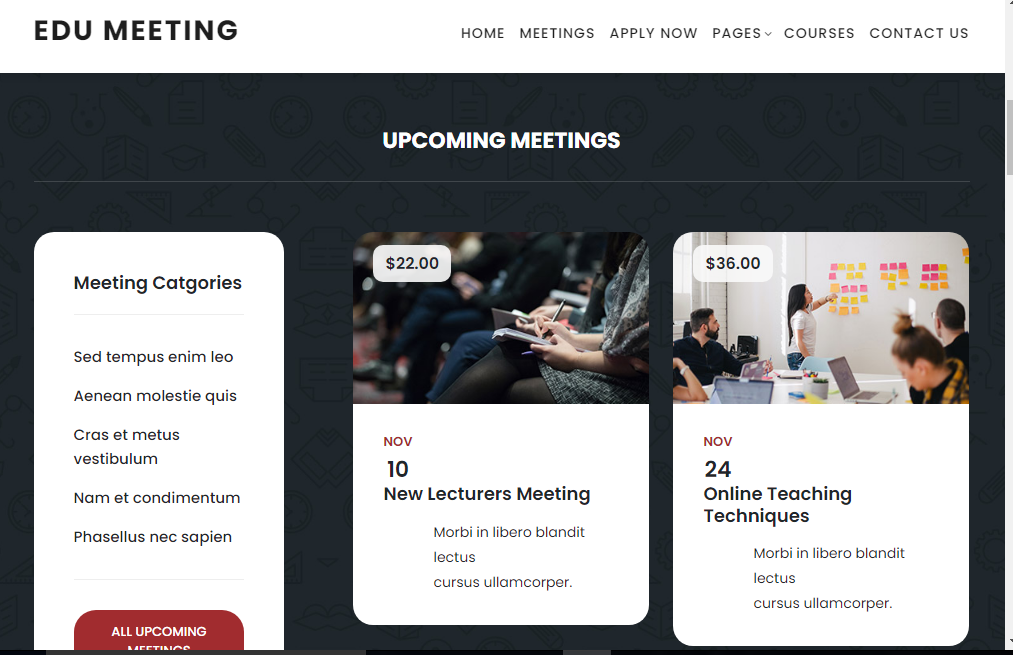 EDU MEETING
HOME MEETINGS APPLY NOW PAGES COURSES CONTACT US
UPCOMING MEETINGS
Meeting Catgories
Sed tempus enim leo
Aenean molestie quis
Cras et metus
vestibulum
Nam et condimentum
Phasellus nec sapien
ALL UPCOMING
MEETINGS
$22.00
NOV
10
New Lecturers Meeting
Morbi in libero blandit
lectus
cursus ullamcorper.
$36.00
NOV
24
Online Teaching
Techniques
Morbi in libero blandit
lectus
cursus ullamcorper.